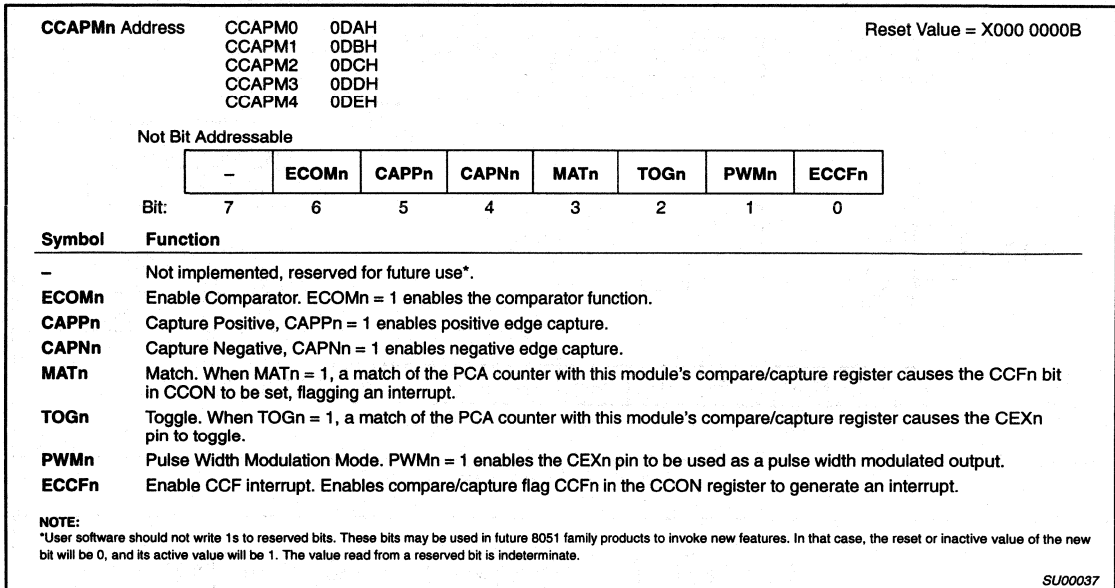 CCAPMn Address CCAPM0 0DAH Reset Value = X000 0000B
CCAPM1 0DBH
CCAPM2 0DCH
CCAPM3 0DDH
CCAPM4 0DEH
Not Bit Addressable
– ECOMn CAPPn CAPNn MATn TOGn PWMn ECCFn
Bit: 7 6 5 4 3 2 1 0
Symbol Function
– Not implemented, reserved for future use*.
ECOMn Enable Comparator. ECOMn = 1 enables the comparator function.
CAPPn Capture Positive, CAPPn = 1 enables positive edge capture.
CAPNn Capture Negative, CAPNn = 1 enables negative edge capture.
MATn Match. When MATn = 1, a match of the PCA counter with this module's compare/capture register causes the CCFn bit
in CCON to be set, flagging an interrupt.
TOGn Toggle. When TOGn = 1, a match of the PCA counter with this module's compare/capture register causes the CEXn
pin to toggle.
PWMn Pulse Width Modulation Mode. PWMn = 1 enables the CEXn pin to be used as a pulse width modulated output.
ECCFn Enable CCF interrupt. Enables compare/capture flag CCFn in the CCON register to generate an interrupt.
NOTE:
*User software should not write 1s to reserved bits. These bits may be used in future 8051 family products to invoke new features. In that case, the reset or inactive value of the new
bit will be 0, and its active value will be 1. The value read from a reserved bit is indeterminate.
SU00037